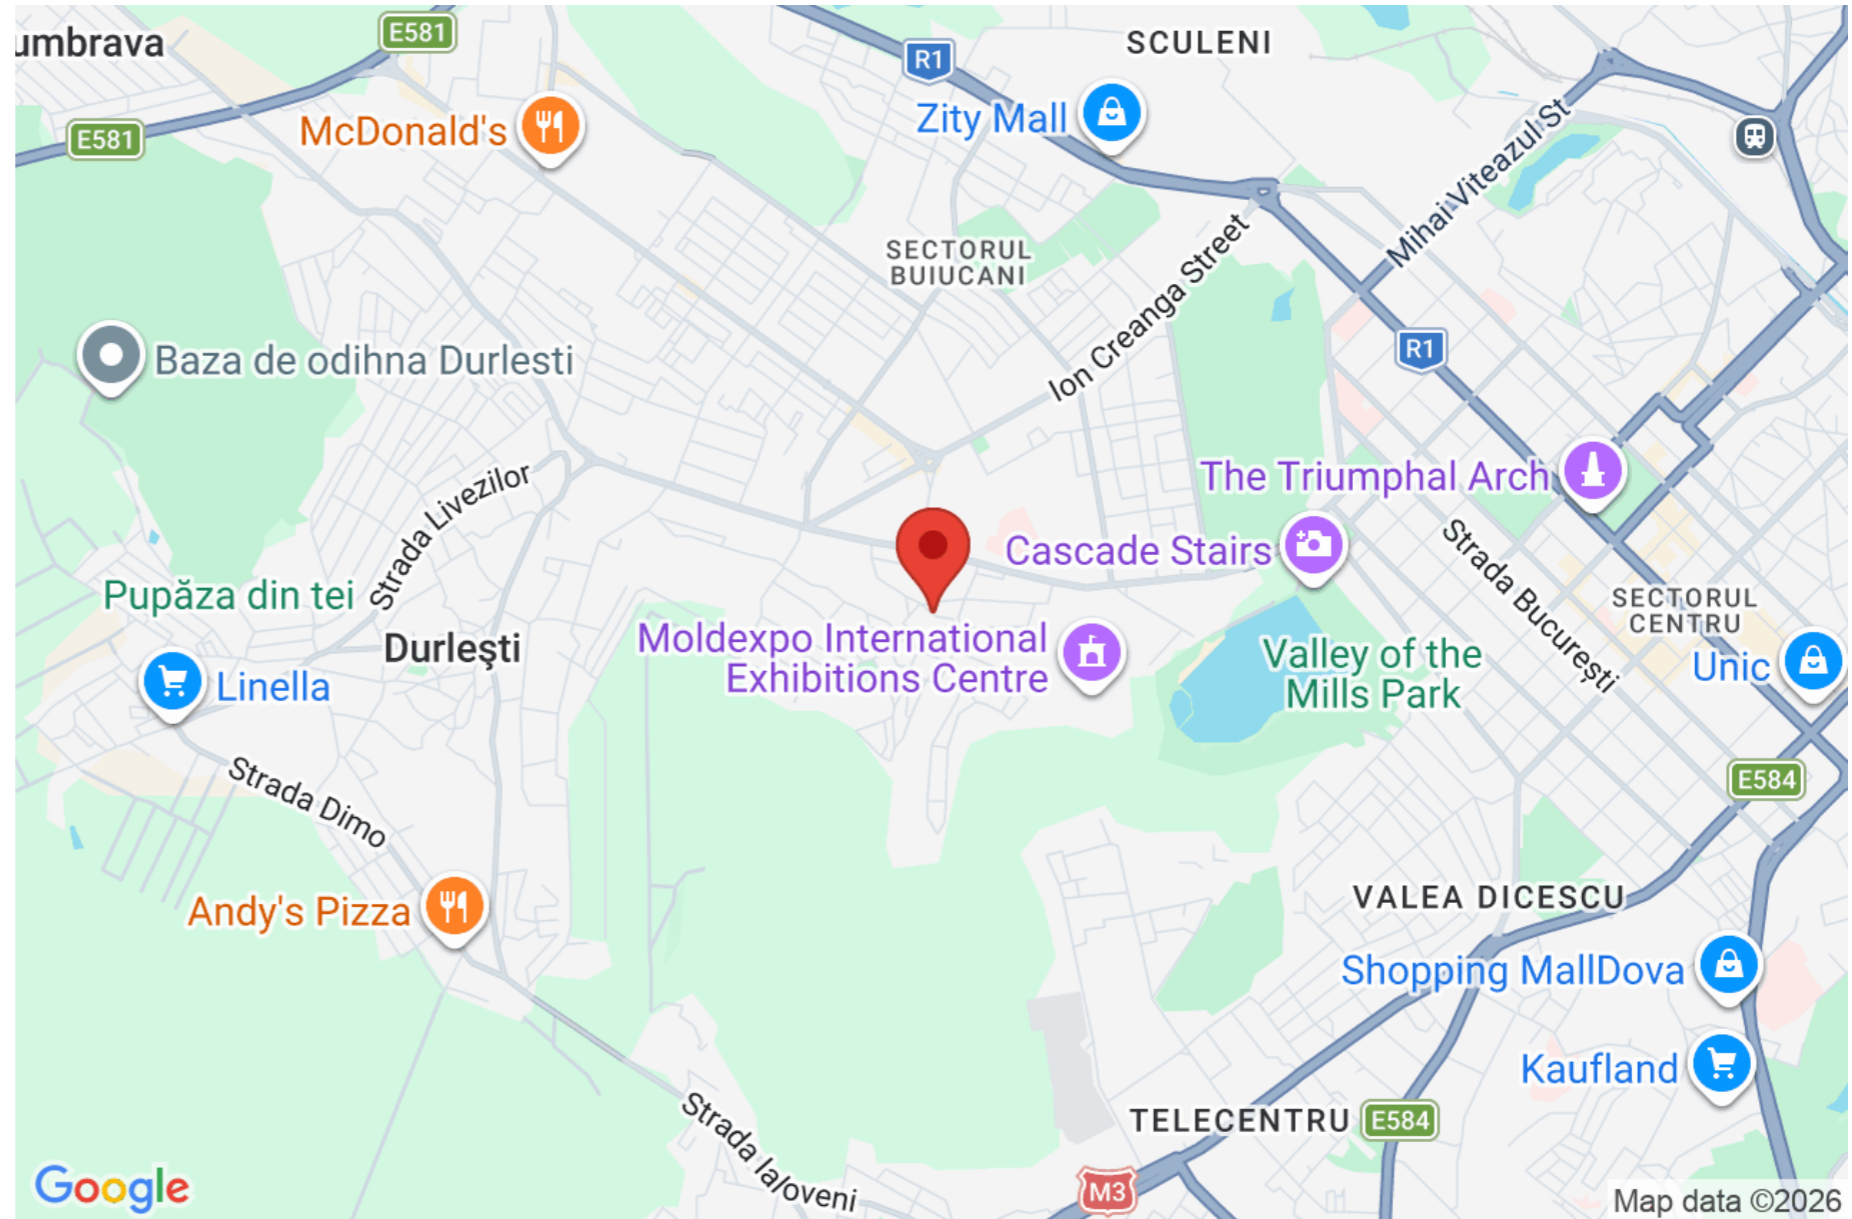 umbrava
E581
R1
SCULENI
E581
McDonald's
Zity Mall
Mihai Viteazul St
SECTORUL
BUIUCANI
Ion Creanga Street
R1
Baza de odihna Durlesti
Strada Livezilor
The Triumphal Arch
Cascade Stairs
Strada București
Pupăza din tei
SECTORUL
CENTRU
Durleşti
Moldexpo International
Exhibitions Centre
Valley of the
Mills Park
Unic
Linella
Strada Dimo
E584
Andy's Pizza
VALEA DICESCU
Shopping MallDova
Kaufland
Strada Ialoveni
TELECENTRU
E584
M3
Google
Map data ©2026